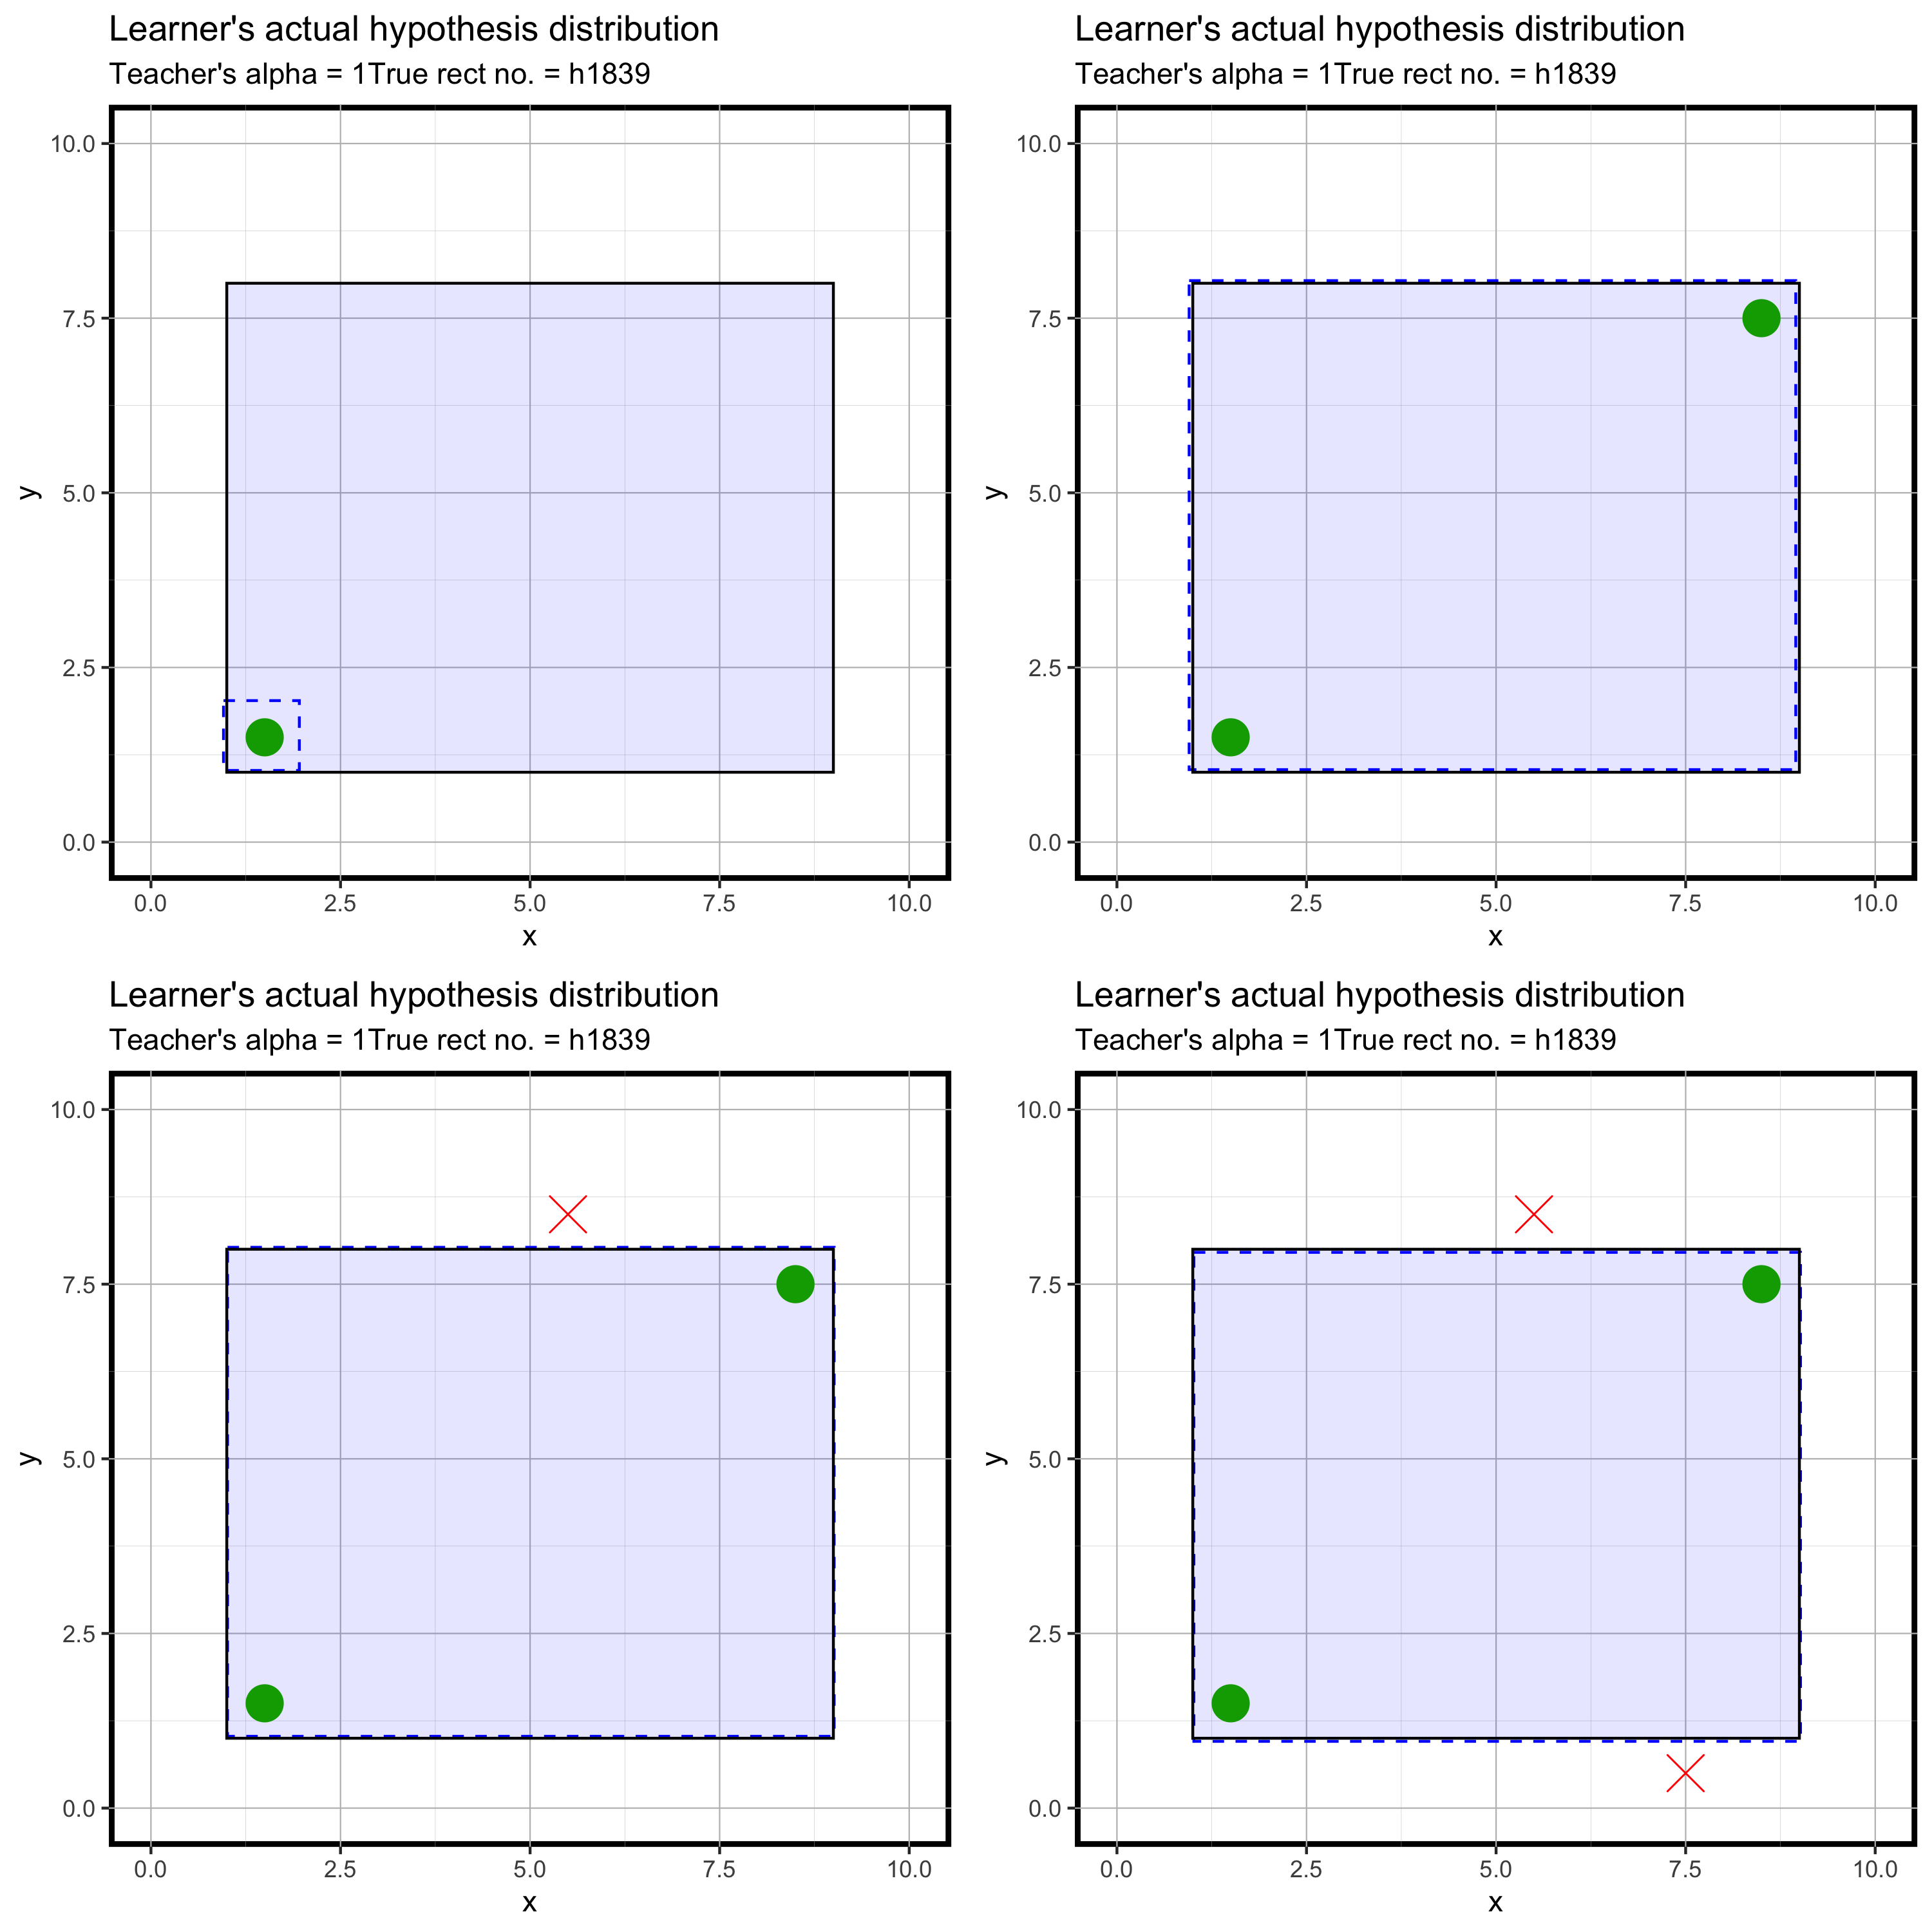 Learner's actual hypothesis distribution
Teacher's alpha = 1True rect no. = h1839
10.0
7.5
5.0
2.5
0.0
y
0.0 2.5 5.0 7.5 10.0
x
Learner's actual hypothesis distribution
Teacher's alpha = 1True rect no. = h1839
10.0
7.5
5.0
2.5
0.0
y
0.0 2.5 5.0 7.5 10.0
x
Learner's actual hypothesis distribution
Teacher's alpha = 1True rect no. = h1839
10.0
7.5
5.0
2.5
0.0
y
0.0 2.5 5.0 7.5 10.0
x
Learner's actual hypothesis distribution
Teacher's alpha = 1True rect no. = h1839
10.0
7.5
5.0
2.5
0.0
y
0.0 2.5 5.0 7.5 10.0
x